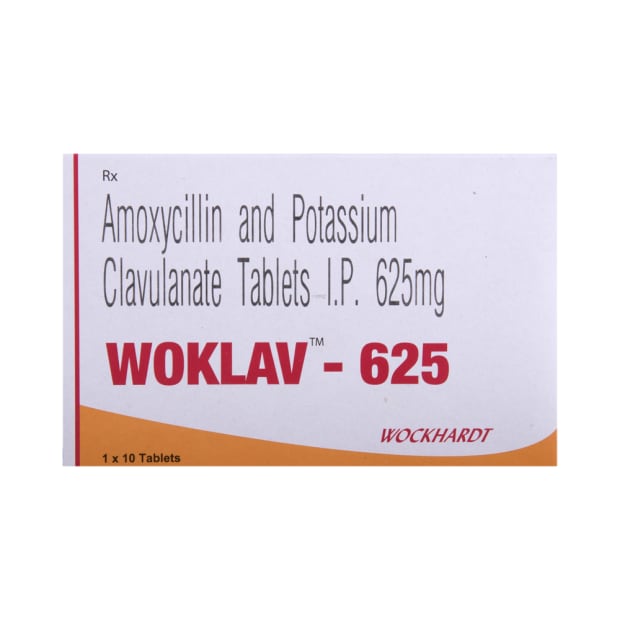 Rx
Amoxycillin and Potassium
Clavulanate Tablets I.P. 625mg
WOKLAV™ - 625
WOCKHARDT
1 x 10 Tablets